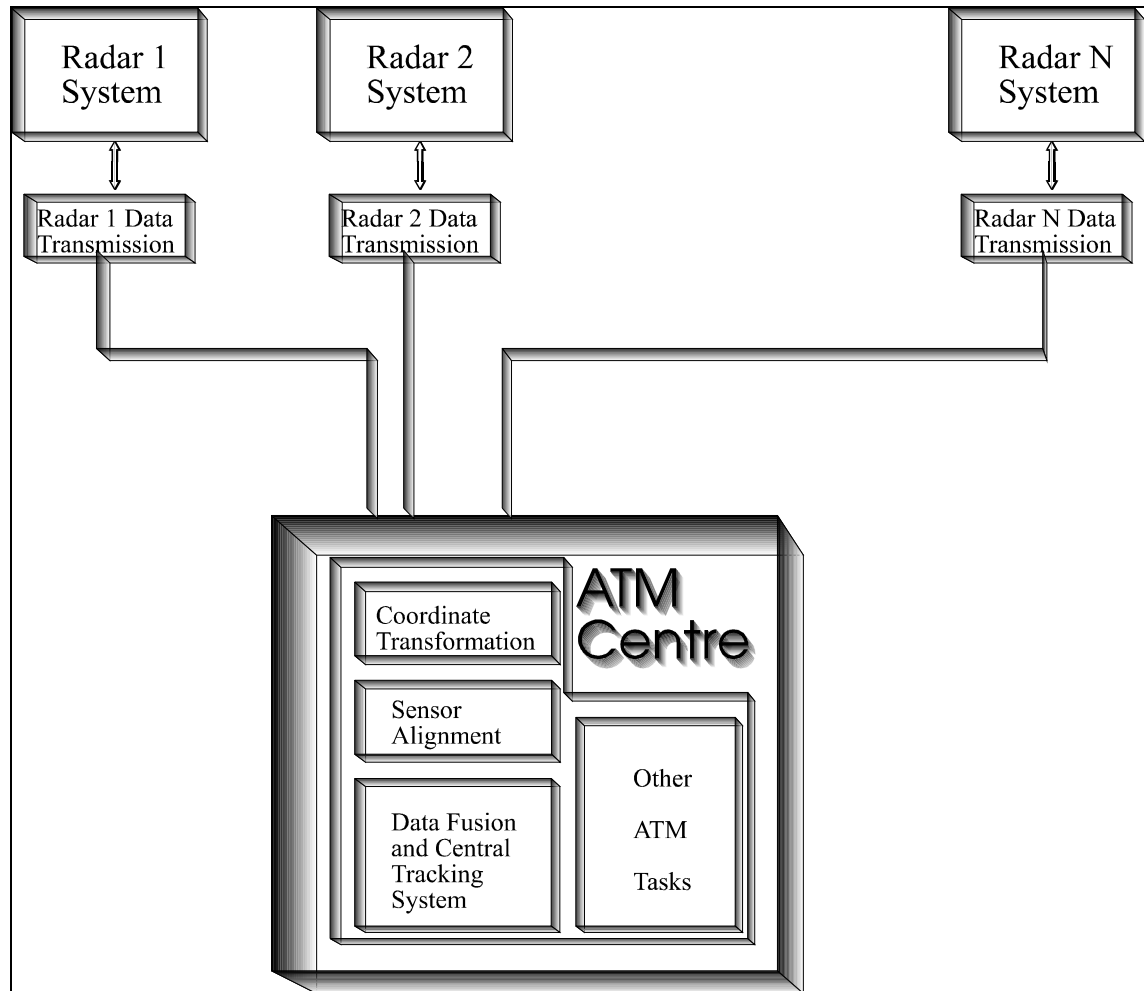 Radar 1
System
Radar 2
System
Radar N
System
Radar 1 Data
Transmission
Radar 2 Data
Transmission
Radar N Data
Transmission
ATM
Centre
Coordinate
Transformation
Sensor
Alignment
Data Fusion
and Central
Tracking
System
Other
ATM
Tasks